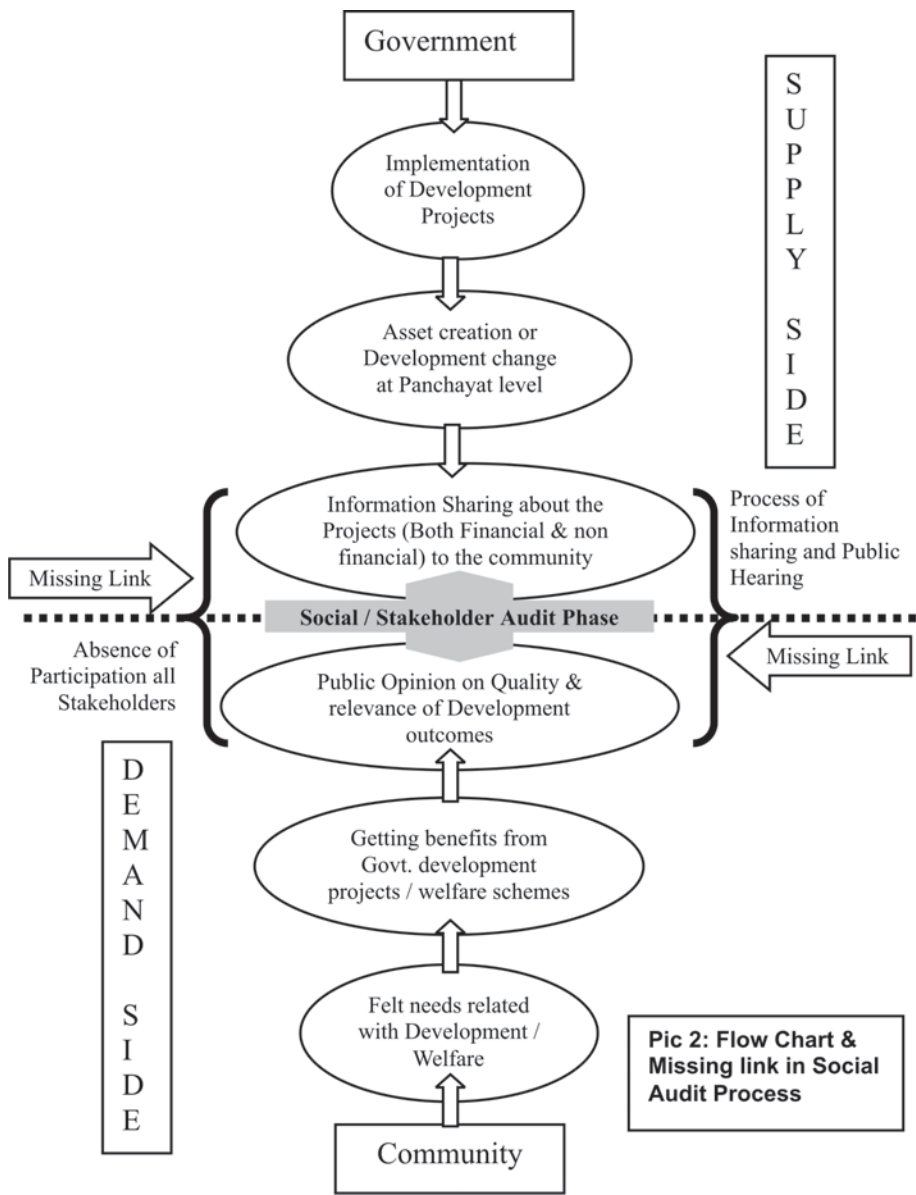 Government
SUPPLY SIDE
Implementation
of Development
Projects
Asset creation or
Development change
at Panchayat level
Information Sharing about the
Projects (Both Financial & non
financial) to the community
Process of
Information
sharing and Public
Hearing
Missing Link
Social / Stakeholder Audit Phase
Absence of
Participation all
Stakeholders
Missing Link
Public Opinion on Quality &
relevance of Development
outcomes
DEMAND SIDE
Getting benefits from
Govt. development
projects / welfare schemes
Felt needs related
with Development /
Welfare
Pic 2: Flow Chart &
Missing link in Social
Audit Process
Community